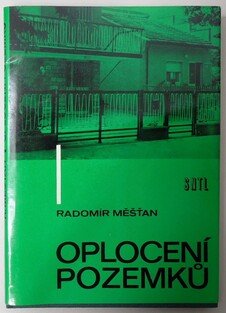 SNTL
RADOMÍR MĚŠŤAN
OPLOCENÍ
POZEMKŮ